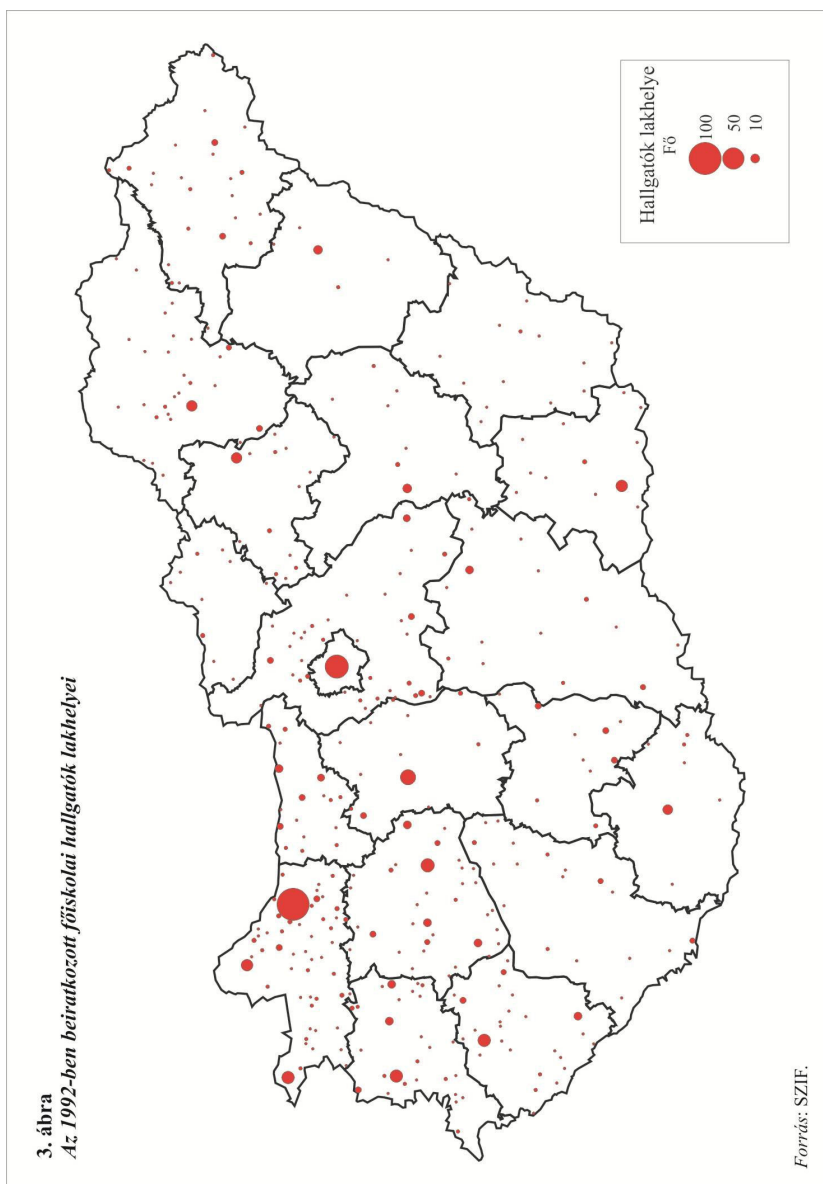 3. ábra
Az 1992-ben beiratkozott főiskolai hallgatók lakhelyei
Hallgatók lakhelye
Fő
100
50
10
Forrás: SZIF.